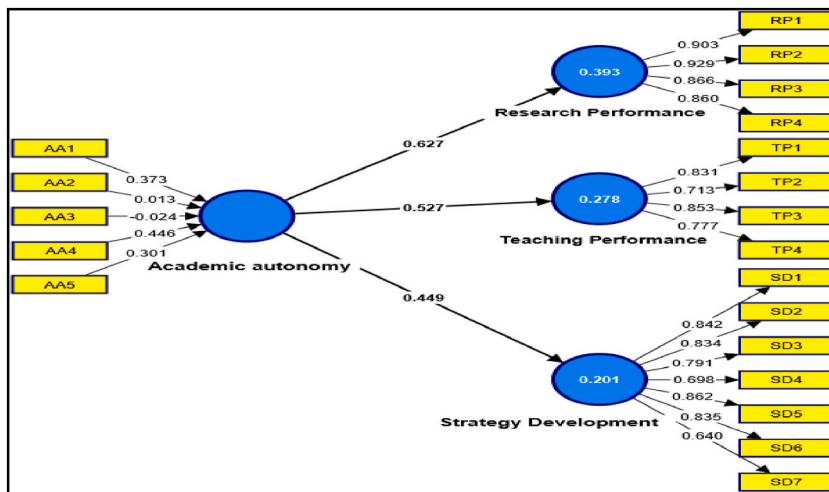 RP1
0.903
RP2
0.929
0.393
0.866
RP3
0.860
Research Performance
RP4
AA1
0.627
TP1
0.373
0.831
AA2
TP2
0.013
0.713
0.278
AA3
-0.024
0.527
0.853
TP3
0.446
0.777
AA4
Teaching Performance
0.301
TP4
Academic autonomy
AA5
SD1
0.449
SD2
0.842
0.834
SD3
0.791
0.201
0.698
SD4
0.862
SD5
0.835
Strategy Development
0.640
SD6
SD7